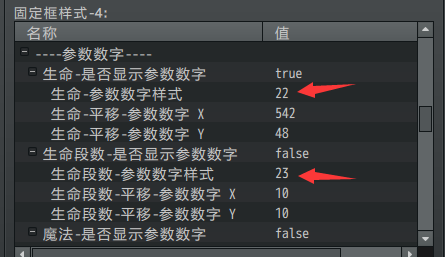 固定框样式-4:
名称 值
----参数数字----
生命-是否显示参数数字 true
生命-参数数字样式 22
生命-平移-参数数字 X 542
生命-平移-参数数字 Y 48
生命段数-是否显示参数数字 false
生命段数-参数数字样式 23
生命段数-平移-参数数字 X 10
生命段数-平移-参数数字 Y 10
魔法-是否显示参数数字 false